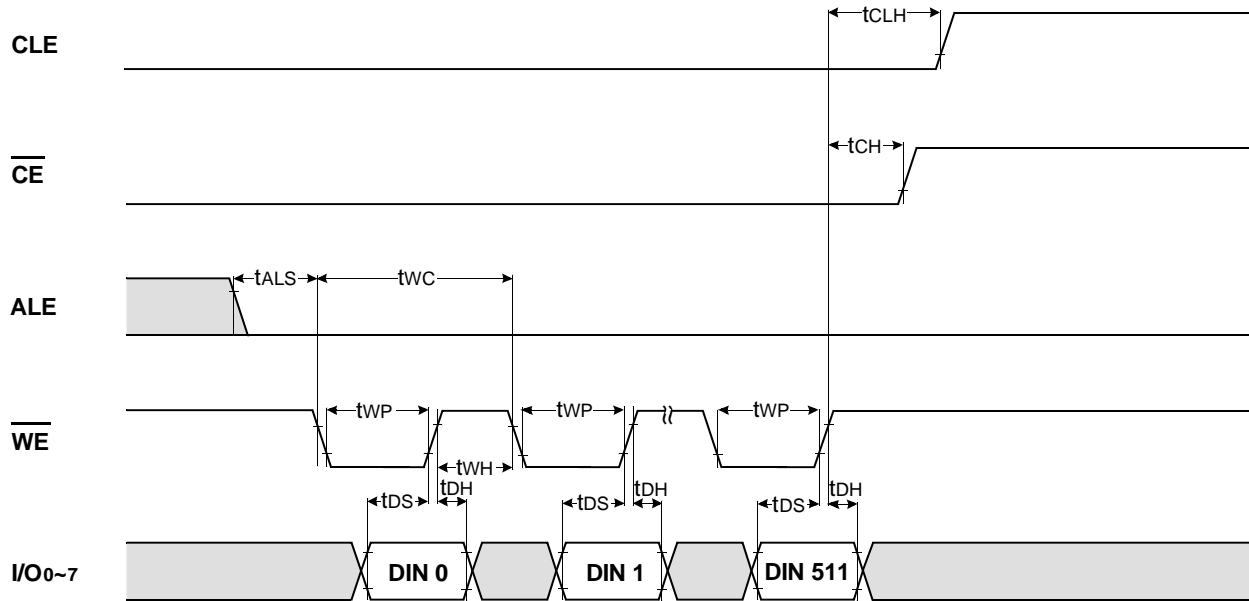 tCLH
CLE
tCH
CE
tALS
tWC
ALE
tWP
tWP
tWP
WE
tWH
tDS
tDH
tDS
tDH
tDS
tDH
I/O0~7
DIN 0
DIN 1
DIN 511